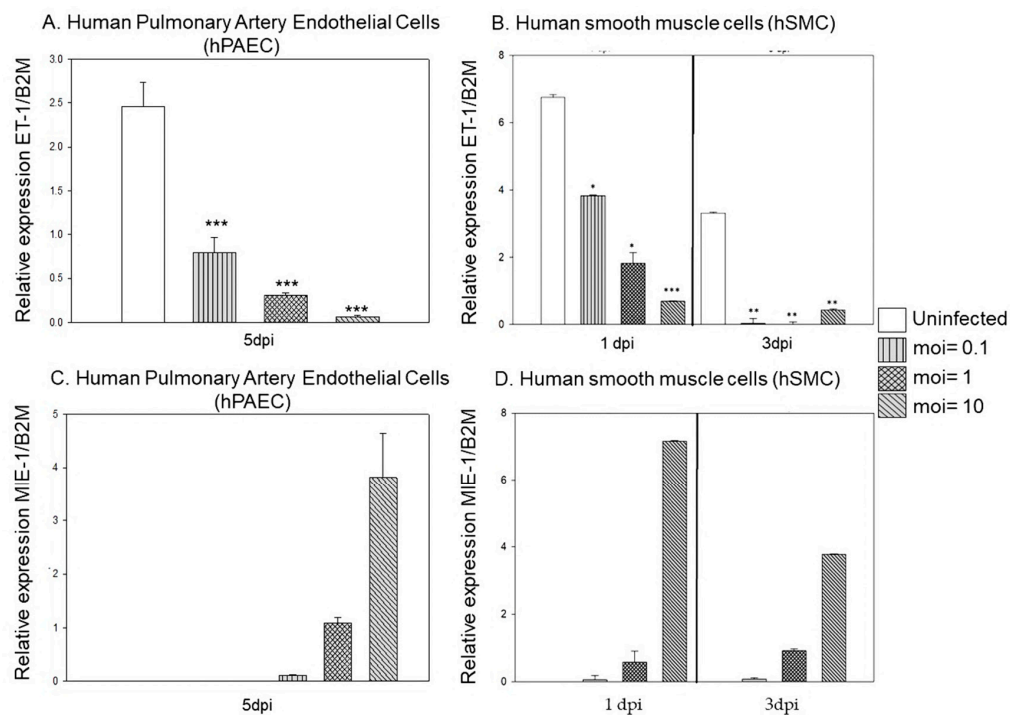 A. Human Pulmonary Artery Endothelial Cells
(hPAEC)
Relative expression ET-1/B2M
3.0
2.5
2.0
1.5
1.0
0.5
0.0
***
***
***
5dpi
B. Human smooth muscle cells (hSMC)
Relative expression ET-1/B2M
8
6
4
2
0
*
*
***
**
**
**
1 dpi
3dpi
Uninfected
moi= 0.1
moi= 1
moi= 10
C. Human Pulmonary Artery Endothelial Cells
(hPAEC)
Relative expression MIE-1/B2M
5
4
3
2
1
0
5dpi
D. Human smooth muscle cells (hSMC)
Relative expression MIE-1/B2M
8
6
4
2
0
1 dpi
3dpi